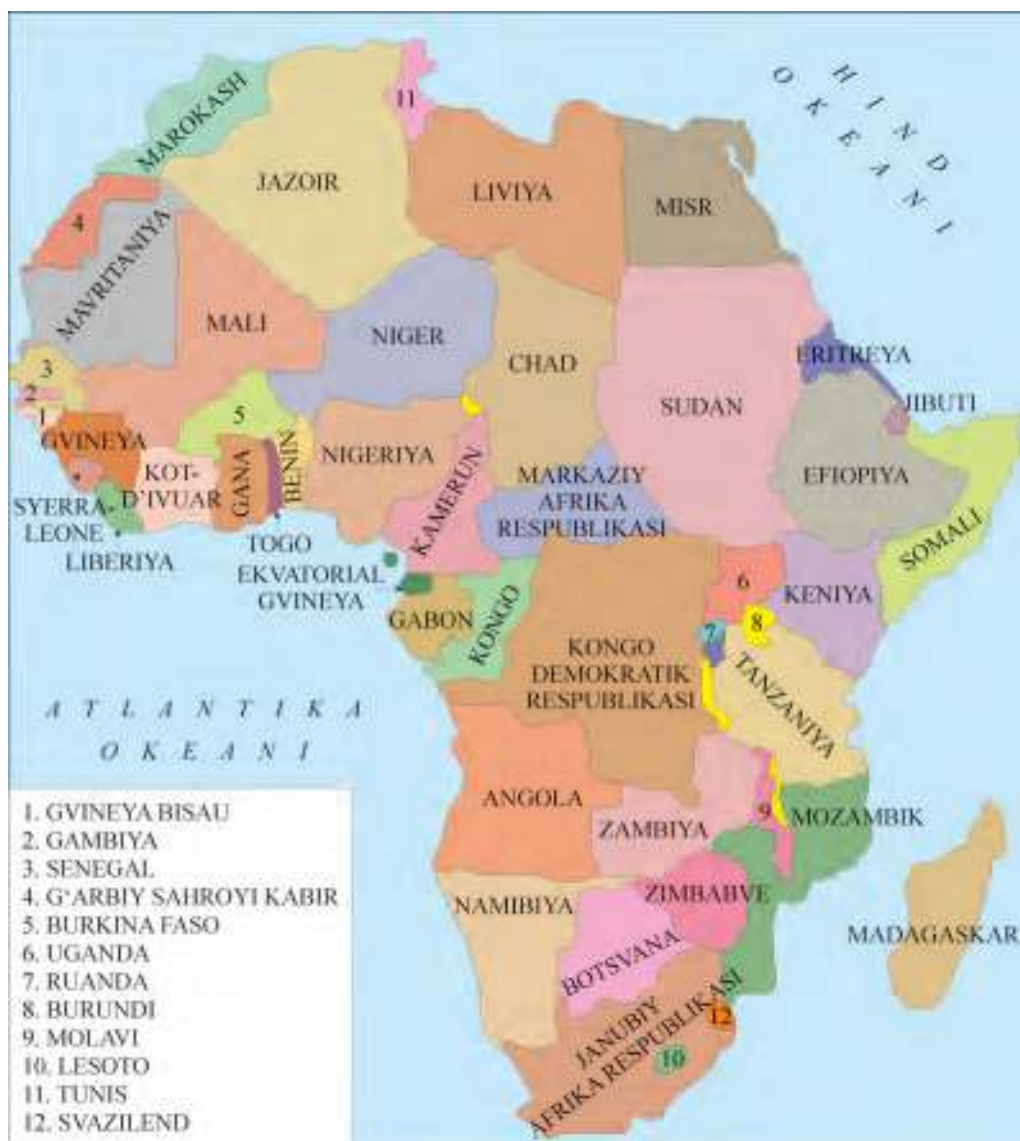 HIND
OKEANI
MAROKASH
11
JAZOIR
LIVIYA
MISR
4
MAVRITANIYA
MALI
NIGER
CHAD
SUDAN
ERITREYA
JIBUTI
3
2
1
5
GVINEYA
KOT-
D’IVUAR
GANA
BENIN
NIGERIYA
KAMERUN
MARKAZIY
AFRIKA
RESPUBLIKASI
EFIOPIYA
SOMALI
SYERRA-
LEONE
LIBERIYA
TOGO
EKVATORIAL
GVINEYA
GABON
KONGO
KONGO
DEMOKRATIK
RESPUBLIKASI
6
7
8
KENIYA
TANZANIYA
ATLANTIKA
OKEANI
ANGOLA
ZAMBIYA
9
MOZAMBIK
NAMIBIYA
ZIMBABVE
BOTSVANA
MADAGASKAR
JANUBIY
AFRIKA RESPUBLIKASI
12
10
1. GVINEYA BISAU
2. GAMBIYA
3. SENEGAL
4. G‘ARBIY SAHROYI KABIR
5. BURKINA FASO
6. UGANDA
7. RUANDA
8. BURUNDI
9. MOLAVI
10. LESOTO
11. TUNIS
12. SVAZILEND